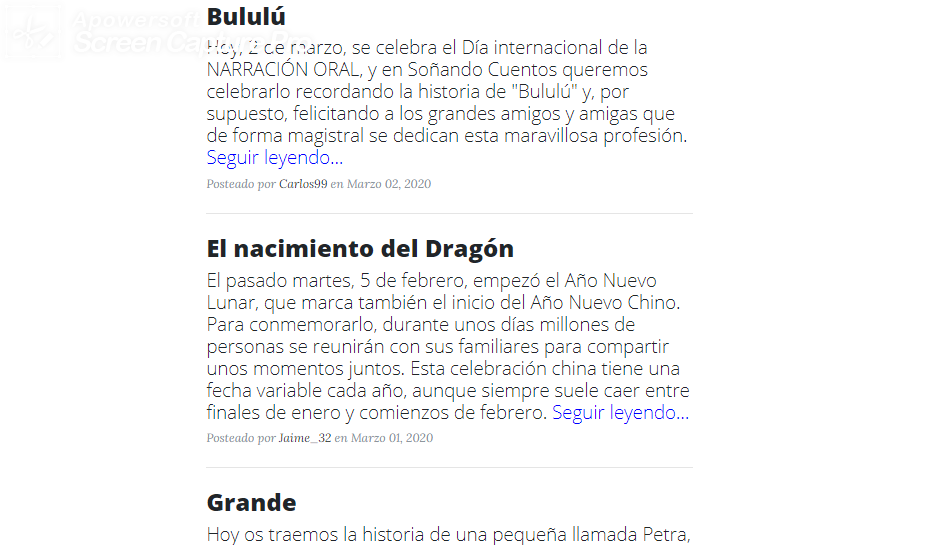 Apowersoft
Screen Capture Pro
Bululú
Hoy, 2 de marzo, se celebra el Día internacional de la
NARRACIÓN ORAL, y en Soñando Cuentos queremos
celebrarlo recordando la historia de "Bululú" y, por
supuesto, felicitando a los grandes amigos y amigas que
de forma magistral se dedican esta maravillosa profesión.
Seguir leyendo...
Posteado por Carlos99 en Marzo 02, 2020
El nacimiento del Dragón
El pasado martes, 5 de febrero, empezó el Año Nuevo
Lunar, que marca también el inicio del Año Nuevo Chino.
Para conmemorarlo, durante unos días millones de
personas se reunirán con sus familiares para compartir
unos momentos juntos. Esta celebración china tiene una
fecha variable cada año, aunque siempre suele caer entre
finales de enero y comienzos de febrero. Seguir leyendo...
Posteado por Jaime_32 en Marzo 01, 2020
Grande
Hoy os traemos la historia de una pequeña llamada Petra,